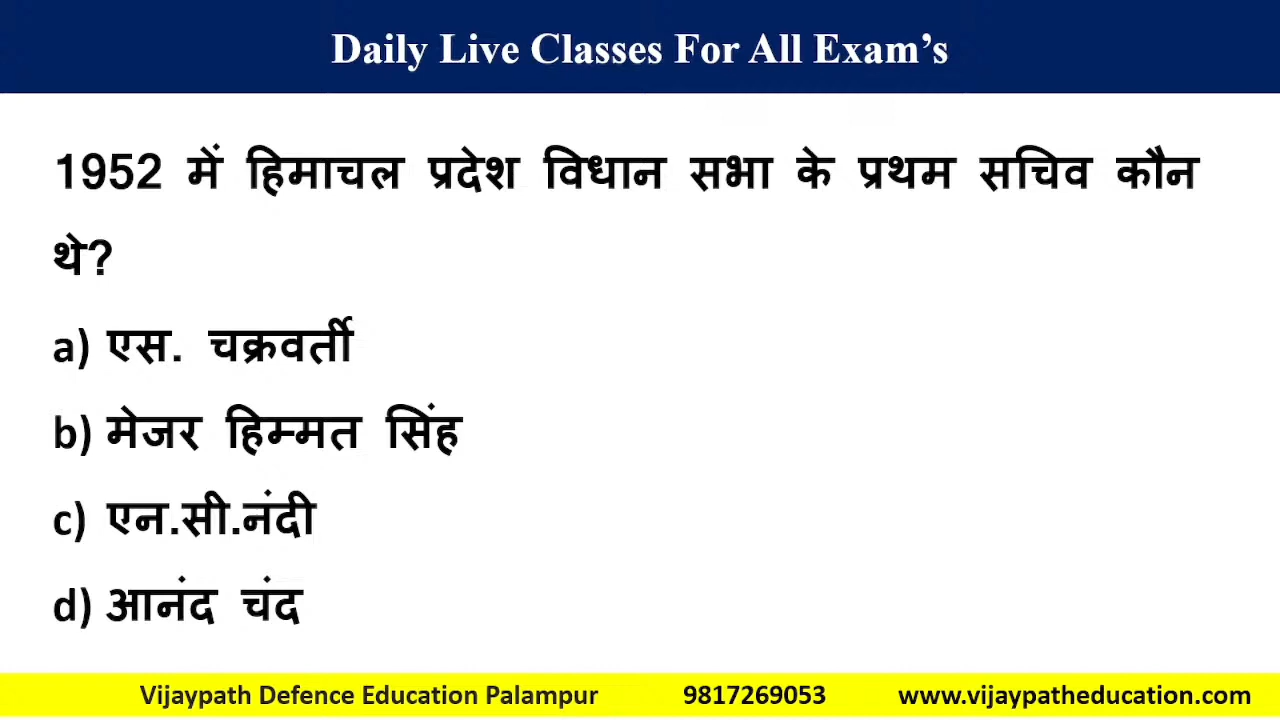 Daily Live Classes For All Exam’s
1952 में हिमाचल प्रदेश विधान सभा के प्रथम सचिव कौन
थे?
a) एस. चक्रवर्ती
b) मेजर हिम्मत सिंह
c) एन.सी.नंदी
d) आनंद चंद
Vijaypath Defence Education Palampur 9817269053 www.vijaypatheducation.com